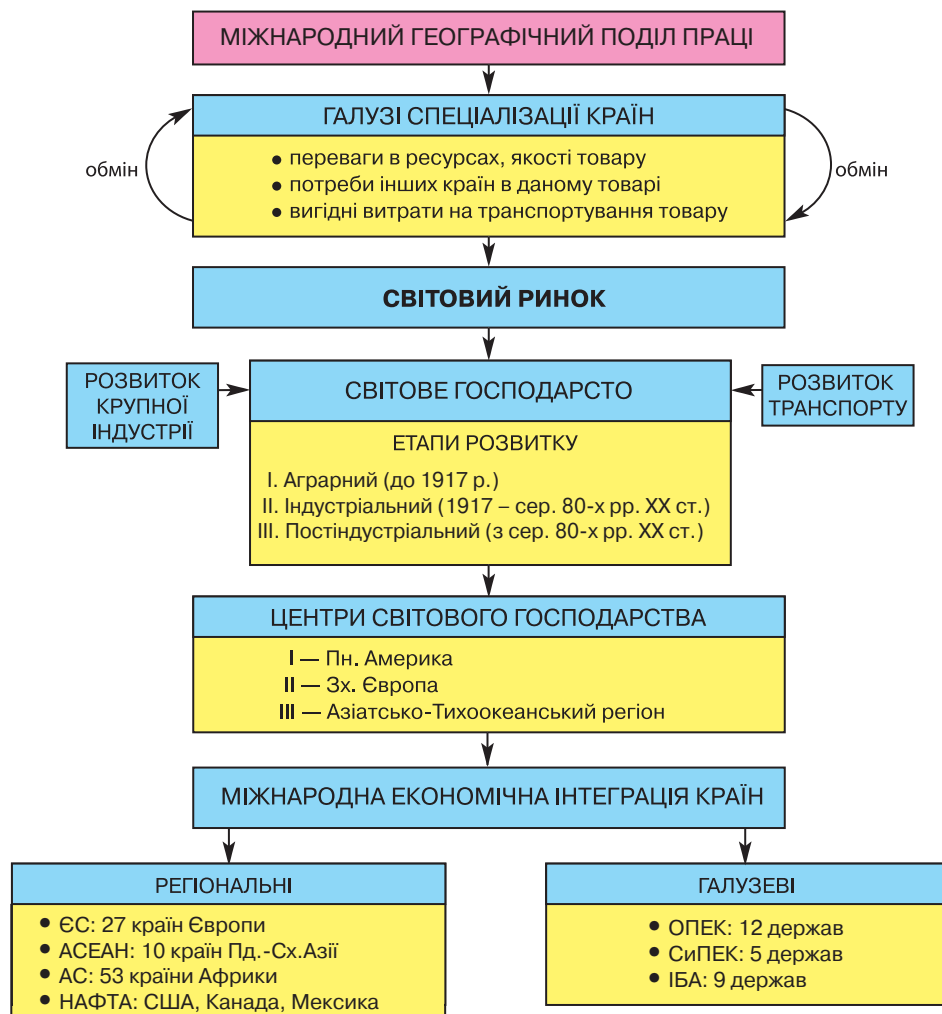 МІЖНАРОДНИЙ ГЕОГРАФІЧНИЙ ПОДІЛ ПРАЦІ
ГАЛУЗІ СПЕЦІАЛІЗАЦІЇ КРАЇН
обмін
• переваги в ресурсах, якості товару
• потреби інших країн в даному товарі
• вигідні витрати на транспортування товару
обмін
СВІТОВИЙ РИНОК
РОЗВИТОК
КРУПНОЇ
ІНДУСТРІЇ
СВІТОВЕ ГОСПОДАРСТО
РОЗВИТОК
ТРАНСПОРТУ
ЕТАПИ РОЗВИТКУ
I. Аграрний (до 1917 р.)
II. Індустріальний (1917 – сер. 80-х рр. XX ст.)
III. Постіндустріальний (з сер. 80-х рр. XX ст.)
ЦЕНТРИ СВІТОВОГО ГОСПОДАРСТВА
I — Пн. Америка
II — Зх. Європа
III — Азіатсько-Тихоокеанський регіон
МІЖНАРОДНА ЕКОНОМІЧНА ІНТЕГРАЦІЯ КРАЇН
РЕГІОНАЛЬНІ
• ЄС: 27 країн Європи
• АСЕАН: 10 країн Пд.-Сх.Азії
• АС: 53 країни Африки
• НАФТА: США, Канада, Мексика
ГАЛУЗЕВІ
• ОПЕК: 12 держав
• СиПЕК: 5 держав
• ІБА: 9 держав